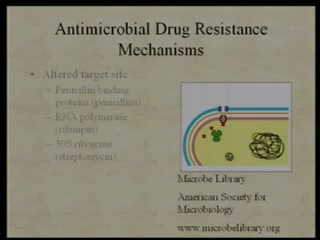 Antimicrobial Drug Resistance
Mechanisms
• Altered target site
– Penicillin binding
proteins (penicillins)
– RNA polymerase
(rifampin)
– 30S ribosome
(streptomycin)
Microbe Library
American Society for
Microbiology
www.microbelibrary.org